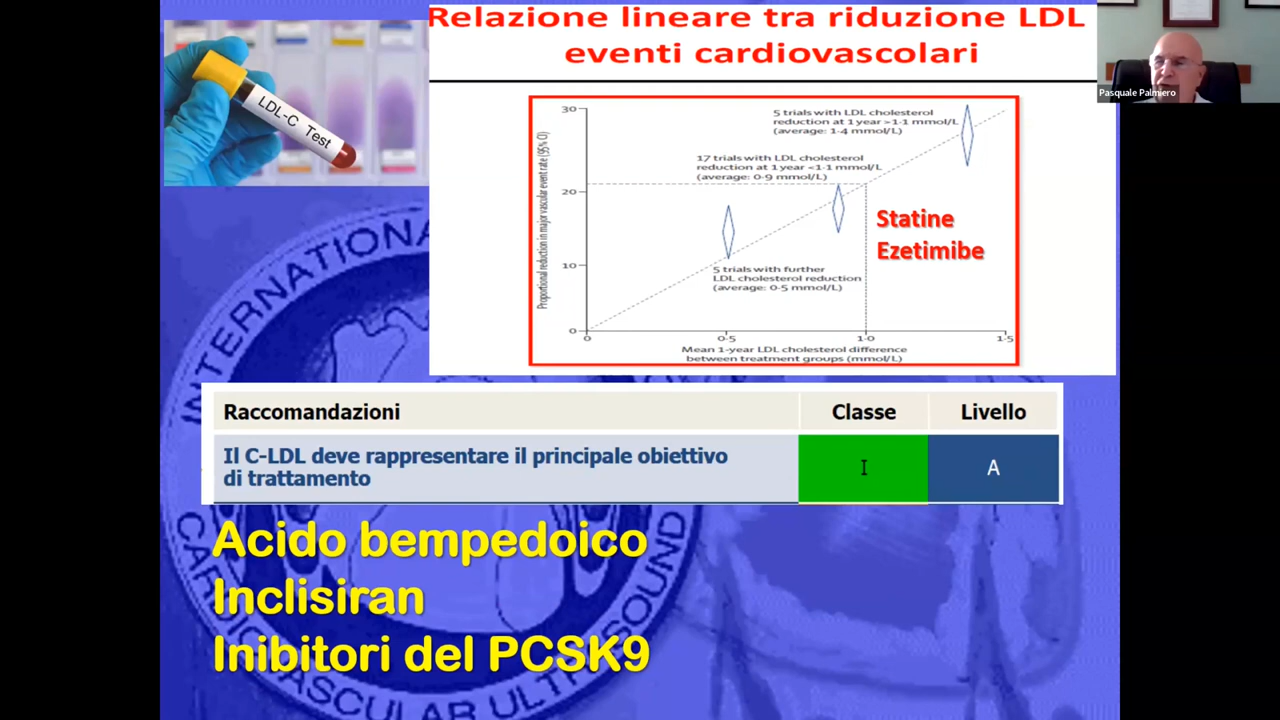 Relazione lineare tra riduzione LDL
eventi cardiovascolari
LDL-C Test
Pasquale Palmiero
30
20
10
0
Proportional reduction in major vascular event rate (95% CI)
5 trials with LDL cholesterol
reduction at 1 year >1·1 mmol/L
(average: 1·4 mmol/L)
17 trials with LDL cholesterol
reduction at 1 year <1·1 mmol/L
(average: 0·9 mmol/L)
Statine
Ezetimibe
5 trials with further
LDL cholesterol reduction
(average: 0·5 mmol/L)
0
0·5
1·0
1·5
Mean 1-year LDL cholesterol difference
between treatment groups (mmol/L)
Raccomandazioni
Classe
Livello
Il C-LDL deve rappresentare il principale obiettivo
di trattamento
I
A
Acido bempedoico
Inclisiran
Inibitori del PCSK9
INTERNATIONAL
CARDIOVASCULAR ULTRASOUND